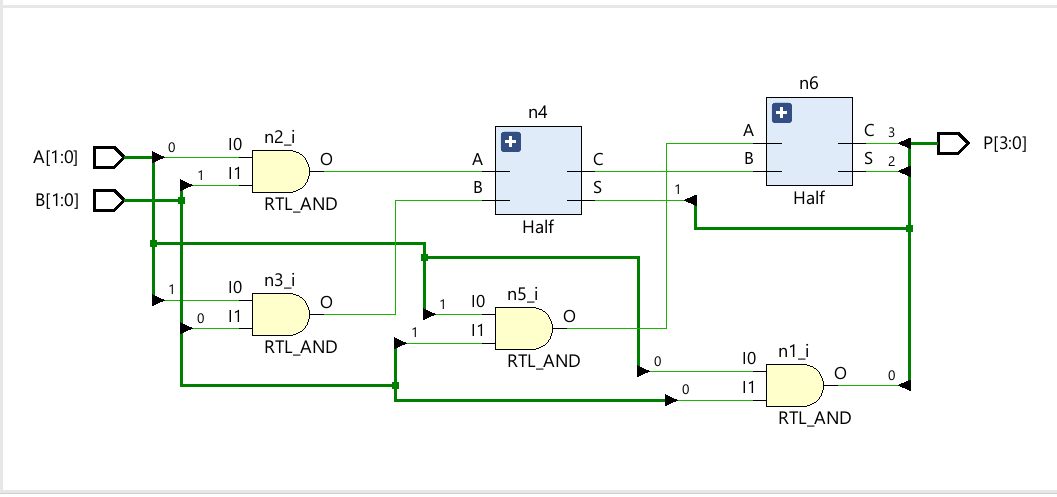 n6
n4
A C 3
P[3:0]
n2_i
B S 2
A[1:0]
0 I0
O
A C
1 I1
B S 1
Half
B[1:0]
RTL_AND
Half
n3_i
n5_i
1 I0
O
1 I0
O
0 I1
1 I1
RTL_AND
n1_i
RTL_AND
0 I0
O 0
0 I1
RTL_AND